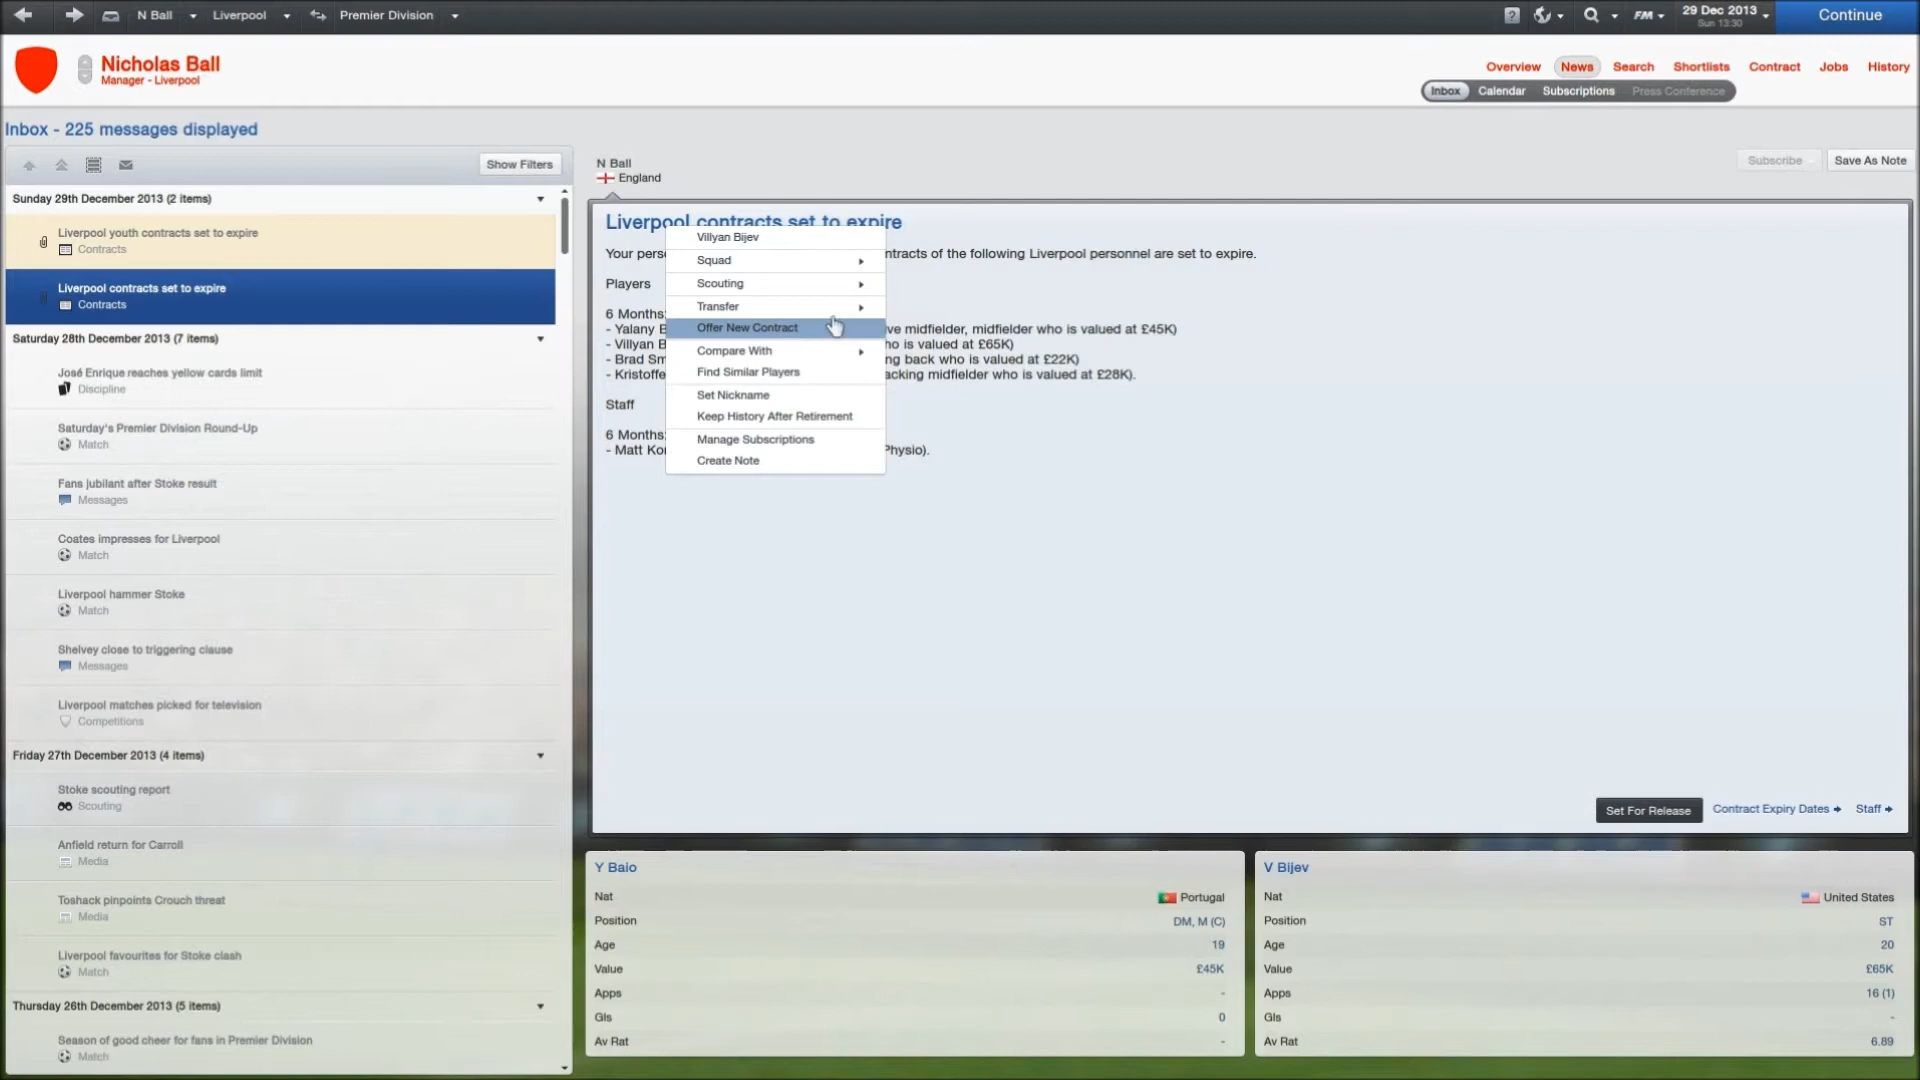 N Ball
Liverpool
Premier Division
?
FM
29 Dec 2013
Sun 13:30
Continue
Nicholas Ball
Manager - Liverpool
Overview
News
Search
Shortlists
Contract
Jobs
History
Inbox
Calendar
Subscriptions
Press Conference
Inbox - 225 messages displayed
Show Filters
Sunday 29th December 2013 (2 items)
Liverpool youth contracts set to expire
Contracts
Liverpool contracts set to expire
Contracts
Saturday 28th December 2013 (7 items)
José Enrique reaches yellow cards limit
Discipline
Saturday's Premier Division Round-Up
Match
Fans jubilant after Stoke result
Messages
Coates impresses for Liverpool
Match
Liverpool hammer Stoke
Match
Shelvey close to triggering clause
Messages
Liverpool matches picked for television
Competitions
Friday 27th December 2013 (4 items)
Stoke scouting report
Scouting
Anfield return for Carroll
Media
Toshack pinpoints Crouch threat
Media
Liverpool favourites for Stoke clash
Match
Thursday 26th December 2013 (5 items)
Season of good cheer for fans in Premier Division
Match
N Ball
England
Subscribe
Save As Note
Liverpool contracts set to expire
Your pers ntracts of the following Liverpool personnel are set to expire.
Players
6 Months:
- Yalany B ve midfielder, midfielder who is valued at £45K)
- Villyan B ho is valued at £65K)
- Brad Sm ng back who is valued at £22K)
- Kristoffe acking midfielder who is valued at £28K).
Staff
6 Months:
- Matt Kon Physio).
Villyan Bijev
Squad
Scouting
Transfer
Offer New Contract
Compare With
Find Similar Players
Set Nickname
Keep History After Retirement
Manage Subscriptions
Create Note
Set For Release
Contract Expiry Dates
Staff
Y Baio
Nat Portugal
Position DM, M (C)
Age 19
Value £45K
Apps -
Gls 0
Av Rat -
V Bijev
Nat United States
Position ST
Age 20
Value £65K
Apps 16 (1)
Gls -
Av Rat 6.89